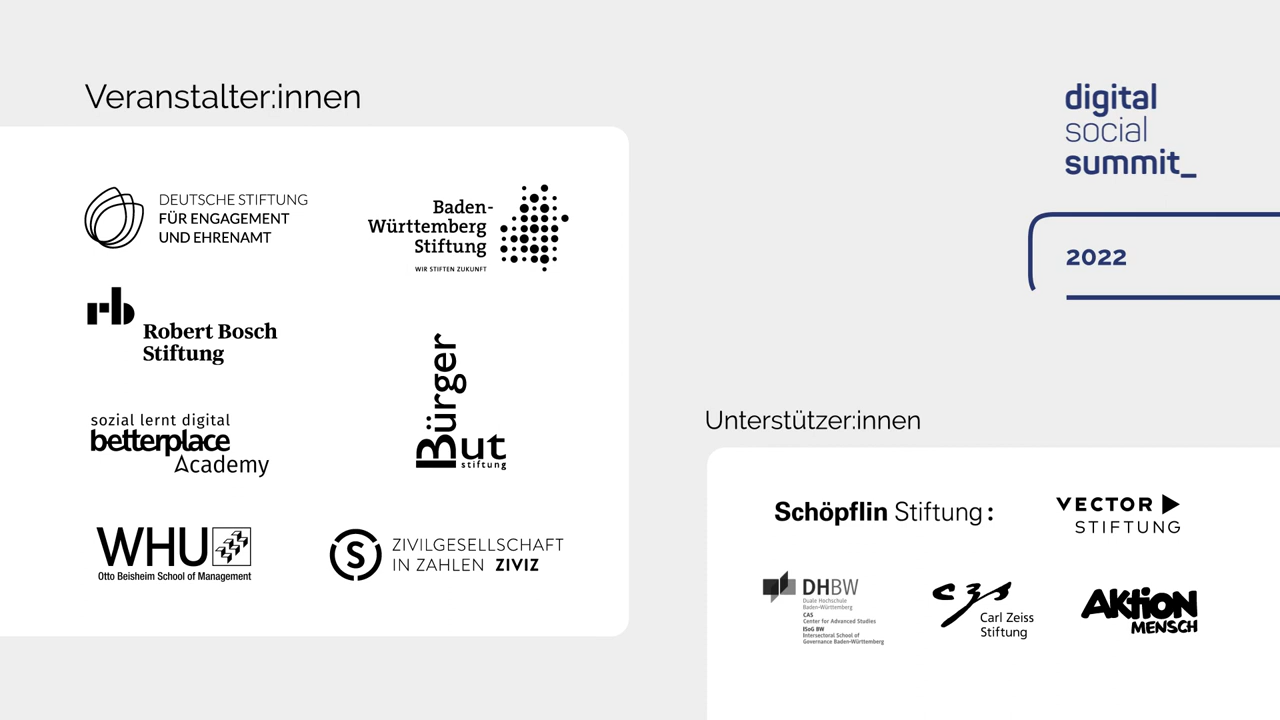 Veranstalter:innen
DEUTSCHE STIFTUNG
FÜR ENGAGEMENT
UND EHRENAMT
Baden-
Württemberg
Stiftung
WIR STIFTEN ZUKUNFT
rb
Robert Bosch
Stiftung
Bürger
Mut
stiftung
sozial lernt digital
betterplace
Academy
WHU
Otto Beisheim School of Management
S
ZIVILGESELLSCHAFT
IN ZAHLEN ZIVIZ
digital
social
summit_
2022
Unterstützer:innen
Schöpflin Stiftung:
VECTOR
STIFTUNG
DHBW
Duale Hochschule
Baden-Württemberg
CAS
Center for Advanced Studies
ISoG BW
Intersectoral School of
Governance Baden-Württemberg
czs
Carl Zeiss
Stiftung
AKTiON
MENSCH